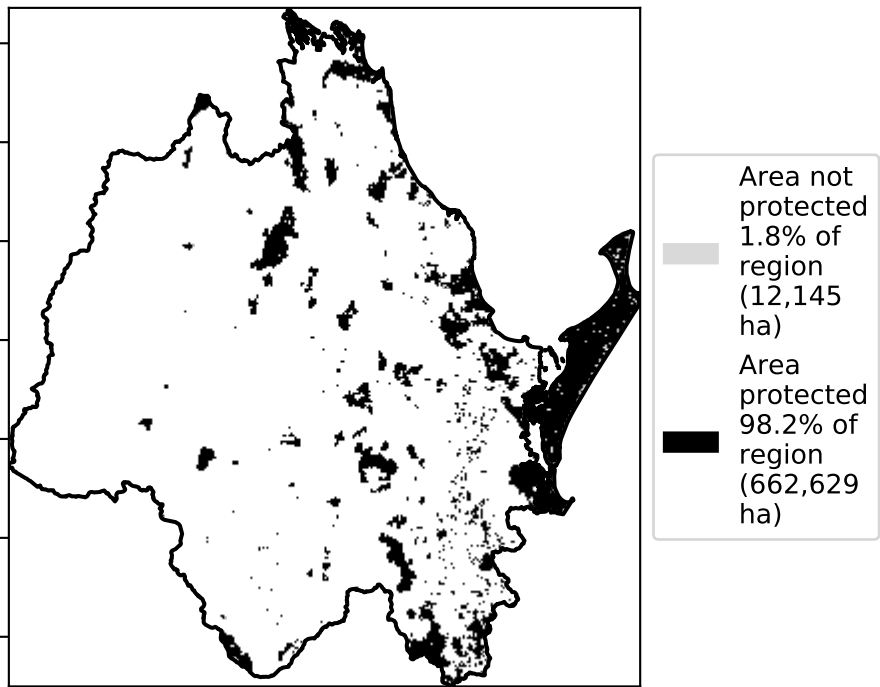 Area not
protected
1.8% of
region
(12,145
ha)
Area
protected
98.2% of
region
(662,629
ha)